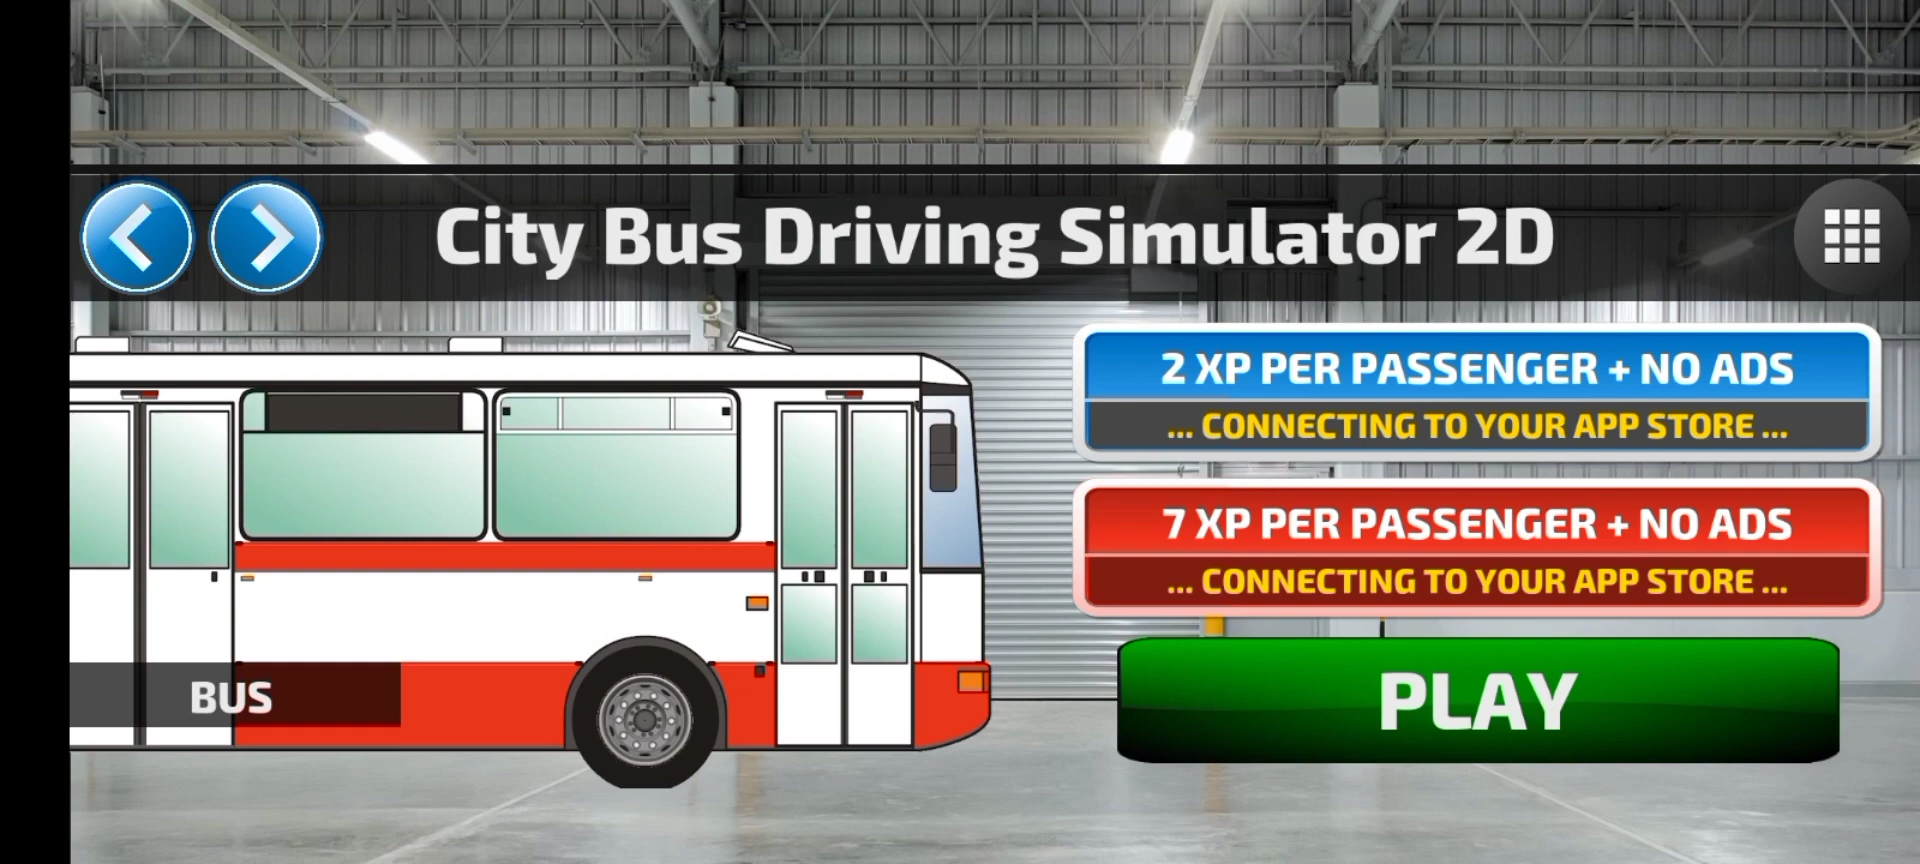 City Bus Driving Simulator 2D
2 XP PER PASSENGER + NO ADS
... CONNECTING TO YOUR APP STORE ...
7 XP PER PASSENGER + NO ADS
... CONNECTING TO YOUR APP STORE ...
BUS
PLAY